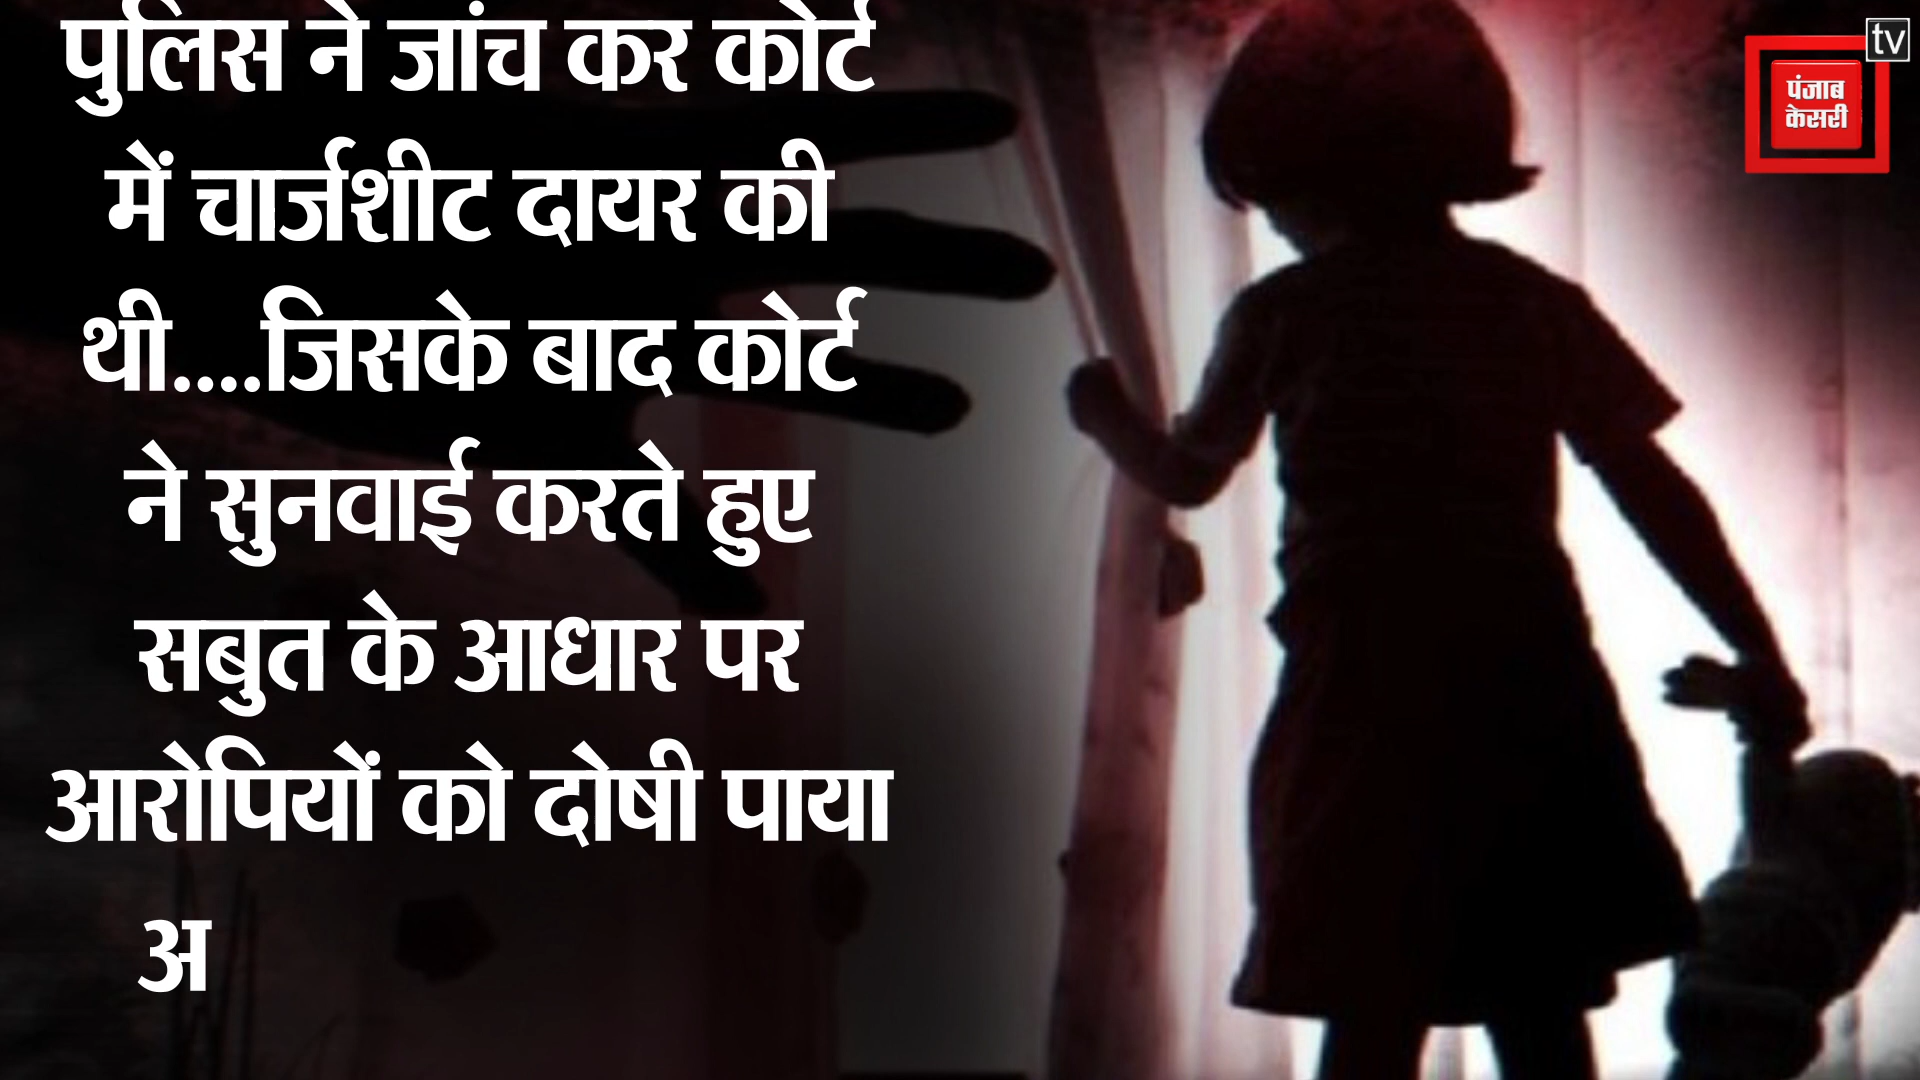 पुलिस ने जांच कर कोर्ट
में चार्जशीट दायर की
थी....जिसके बाद कोर्ट
ने सुनवाई करते हुए
सबुत के आधार पर
आरोपियों को दोषी पाया
अ
tv
पंजाब
केसरी